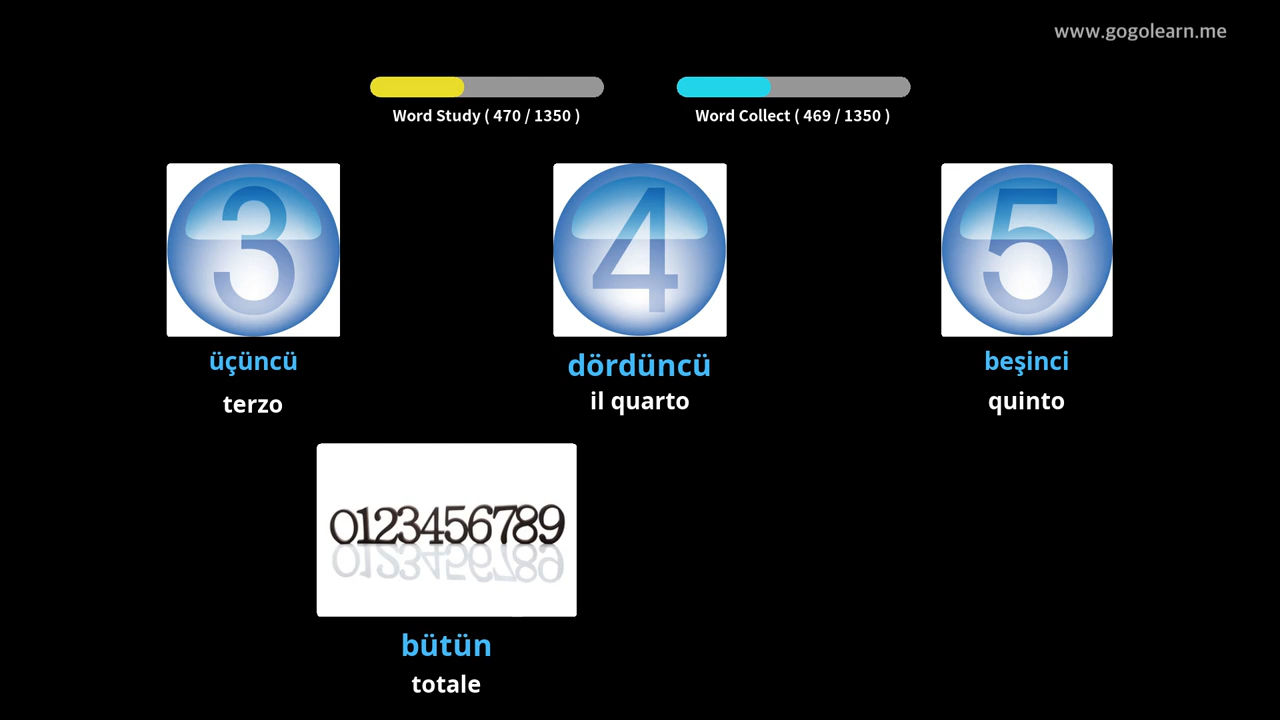 www.gogolearn.me
Word Study ( 470 / 1350 )
Word Collect ( 469 / 1350 )
3
4
5
üçüncü
dördüncü
beşinci
terzo
il quarto
quinto
0123456789
bütün
totale